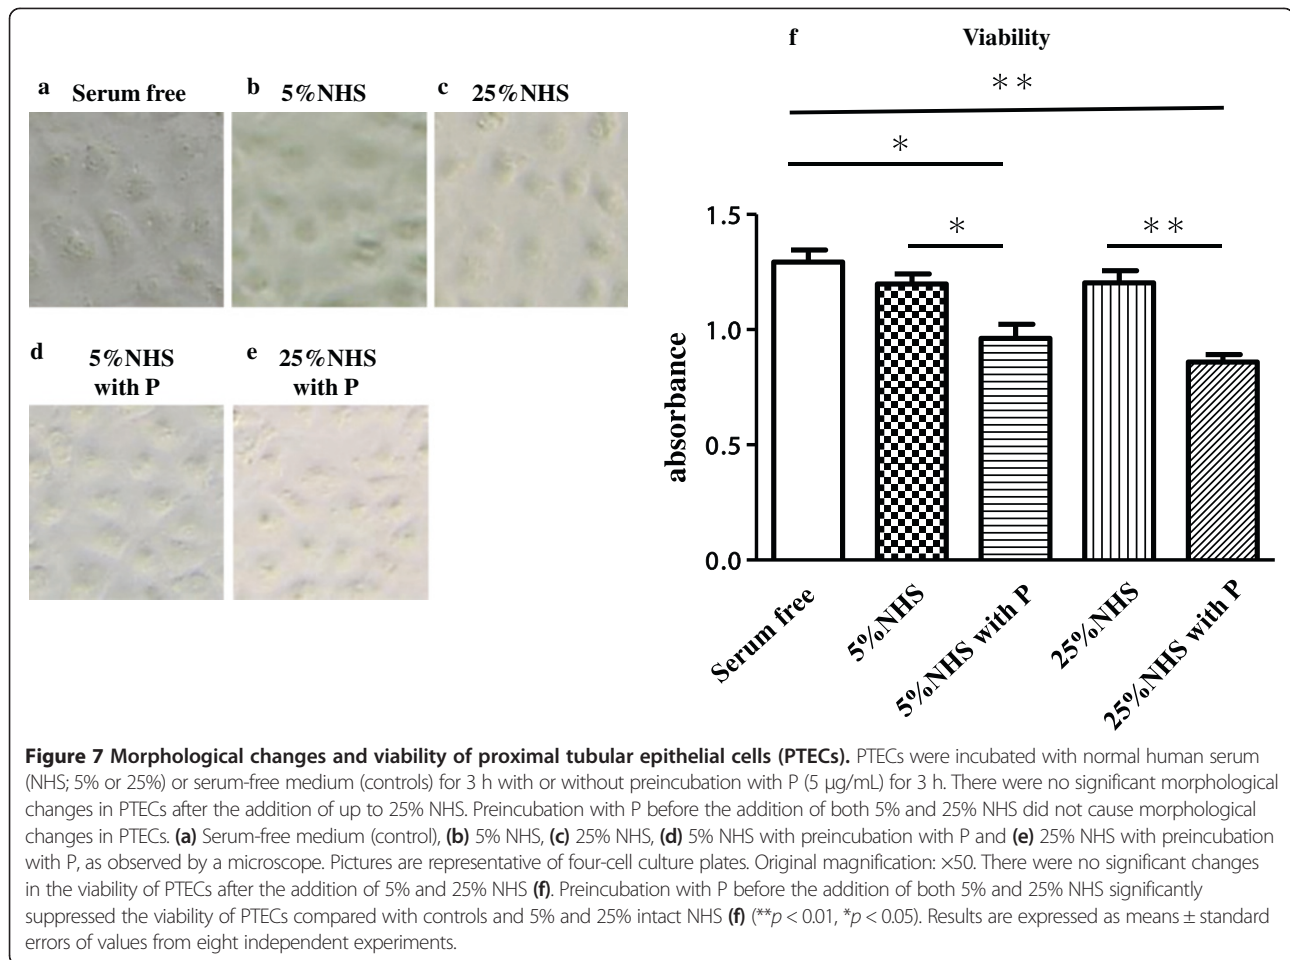 a Serum free
b 5%NHS
c 25%NHS
d 5%NHS
with P
e 25%NHS
with P
f Viability
**
*
* **
1.5
1.0
0.5
0.0
absorbance
Serum free
5%NHS
5%NHS with P
25%NHS
25%NHS with P
Figure 7 Morphological changes and viability of proximal tubular epithelial cells (PTECs). PTECs were incubated with normal human serum
(NHS; 5% or 25%) or serum-free medium (controls) for 3 h with or without preincubation with P (5 μg/mL) for 3 h. There were no significant morphological
changes in PTECs after the addition of up to 25% NHS. Preincubation with P before the addition of both 5% and 25% NHS did not cause morphological
changes in PTECs. (a) Serum-free medium (control), (b) 5% NHS, (c) 25% NHS, (d) 5% NHS with preincubation with P and (e) 25% NHS with preincubation
with P, as observed by a microscope. Pictures are representative of four-cell culture plates. Original magnification: ×50. There were no significant changes
in the viability of PTECs after the addition of 5% and 25% NHS (f). Preincubation with P before the addition of both 5% and 25% NHS significantly
suppressed the viability of PTECs compared with controls and 5% and 25% intact NHS (f) (**p < 0.01, *p < 0.05). Results are expressed as means ± standard
errors of values from eight independent experiments.